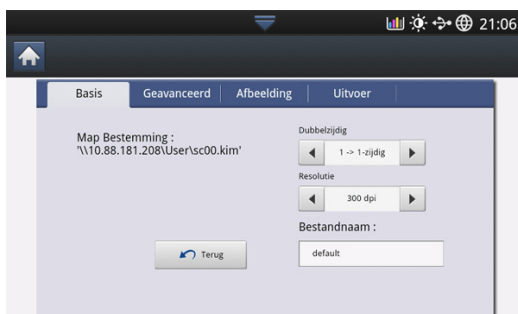 21:06
Basis Geavanceerd Afbeelding Uitvoer
Map Bestemming :
'\\10.88.181.208\User\sc00.kim'
Dubbelzijdig
1 -> 1-zijdig
Resolutie
300 dpi
Bestandnaam :
Terug
default